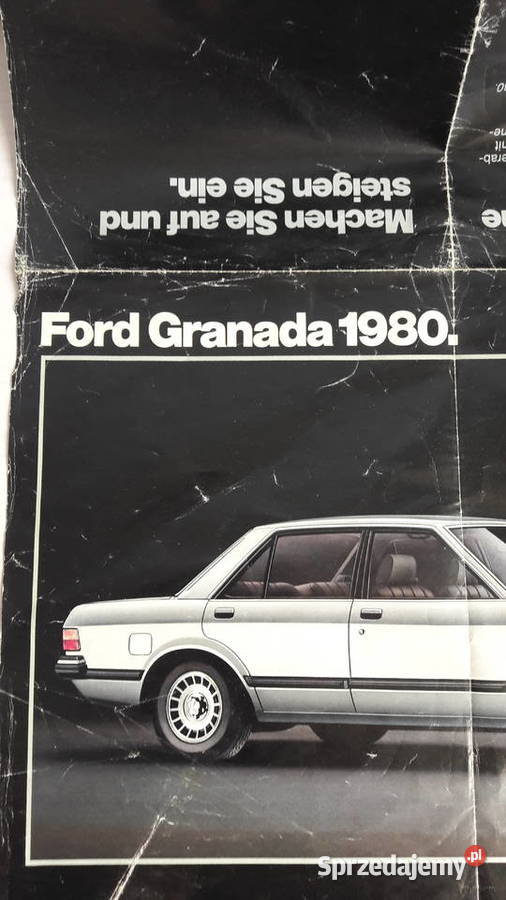 Machen Sie auf und
steigen Sie ein.
Ford Granada 1980.
Sprzedajemy.pl